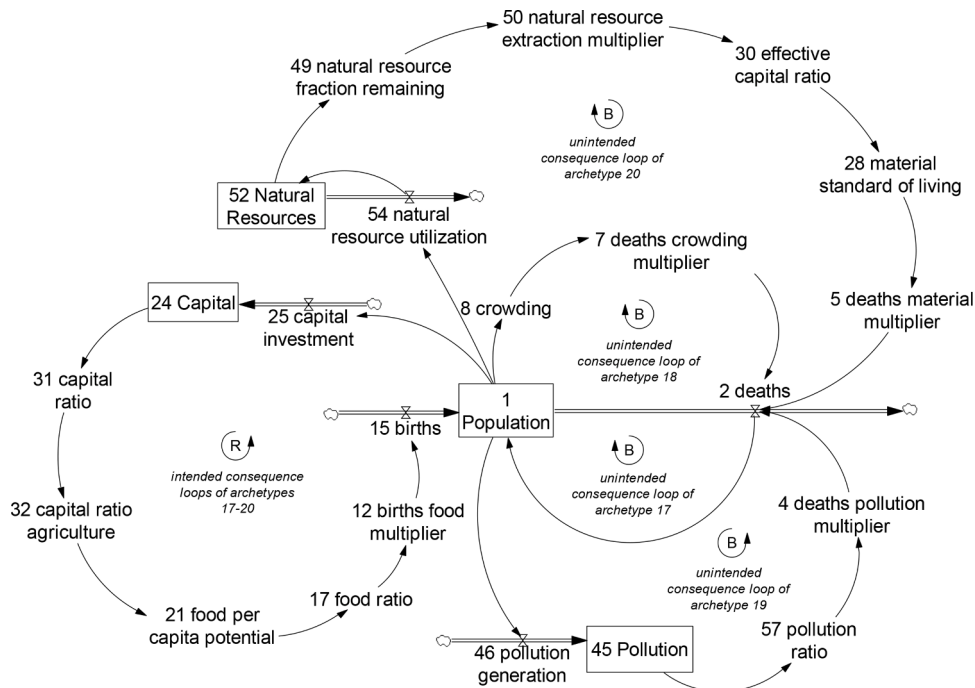 50 natural resource
extraction multiplier
30 effective
capital ratio
49 natural resource
fraction remaining
B
unintended
consequence loop of
archetype 20
28 material
standard of living
52 Natural
Resources
54 natural
resource utilization
7 deaths crowding
multiplier
24 Capital
25 capital
investment
8 crowding
5 deaths material
multiplier
B
unintended
consequence loop of
archetype 18
31 capital
ratio
2 deaths
1
Population
15 births
R
intended consequence
loops of archetypes
17-20
B
unintended
consequence loop of
archetype 17
32 capital ratio
agriculture
12 births food
multiplier
4 deaths pollution
multiplier
B
unintended
consequence loop of
archetype 19
17 food ratio
21 food per
capita potential
57 pollution
ratio
46 pollution
generation
45 Pollution